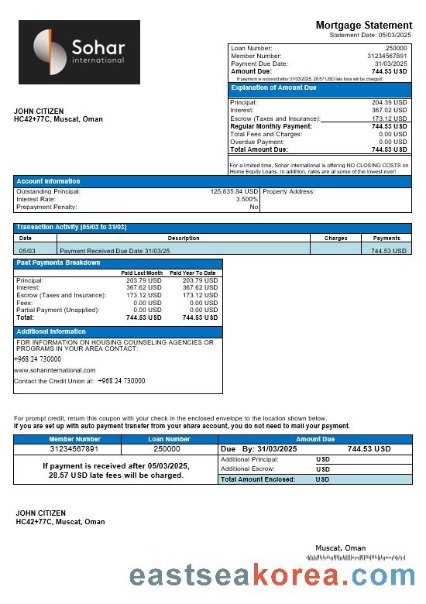 Sohar
international
Mortgage Statement
Statement Date: 05/03/2025
Loan Number: 250000
Member Number: 31234567891
Payment Due Date: 31/03/2025
Amount Due: 744.53 USD
If payment is received after 31/03/2025, 28.57 USD late fee will be charged.
Explanation of Amount Due
Principal: 204.39 USD
Interest: 367.02 USD
Escrow (Taxes and Insurance): 173.12 USD
Regular Monthly Payment: 744.53 USD
Total Fees and Charges: 0.00 USD
Overdue Payment: 0.00 USD
Total Amount Due: 744.53 USD
JOHN CITIZEN
HC42+77C, Muscat, Oman
For a limited time, Sohar International is offering NO CLOSING COSTS on
Home Equity Loans. In addition, rates are at some of the lowest ever!
Account Information
Outstanding Principal: 125,835.84 USD Property Address:
Interest Rate: 3.500%
Prepayment Penalty: No
Transaction Activity (05/03 to 31/03)
Date Description Charges Payments
05/03 Payment Received Due Date 31/03/25 744.53 USD
Past Payments Breakdown
Paid Last Month Paid Year To Date
Principal: 203.79 USD 203.79 USD
Interest: 367.62 USD 367.62 USD
Escrow (Taxes and Insurance): 173.12 USD 173.12 USD
Fees: 0.00 USD 0.00 USD
Partial Payment (Unapplied): 0.00 USD 0.00 USD
Total: 744.53 USD 744.53 USD
Additional Information
FOR INFORMATION ON HOUSING COUNSELING AGENCIES OR
PROGRAMS IN YOUR AREA CONTACT:
+968 24 730000
www.soharinternational.com
Contact the Credit Union at: +968 24 730000
For prompt credit, return this coupon with your check in the enclosed envelope to the location shown below.
If you are set up with auto payment transfer from your share account, you do not need to mail your payment.
Member Number Loan Number Amount Due
31234567891 250000 Due By: 31/03/2025 744.53 USD
If payment is received after 05/03/2025,
28.57 USD late fees will be charged.
Additional Principal: USD
Additional Escrow: USD
Total Amount Enclosed: USD
JOHN CITIZEN
HC42+77C, Muscat, Oman
Muscat, Oman
eastseakorea.com